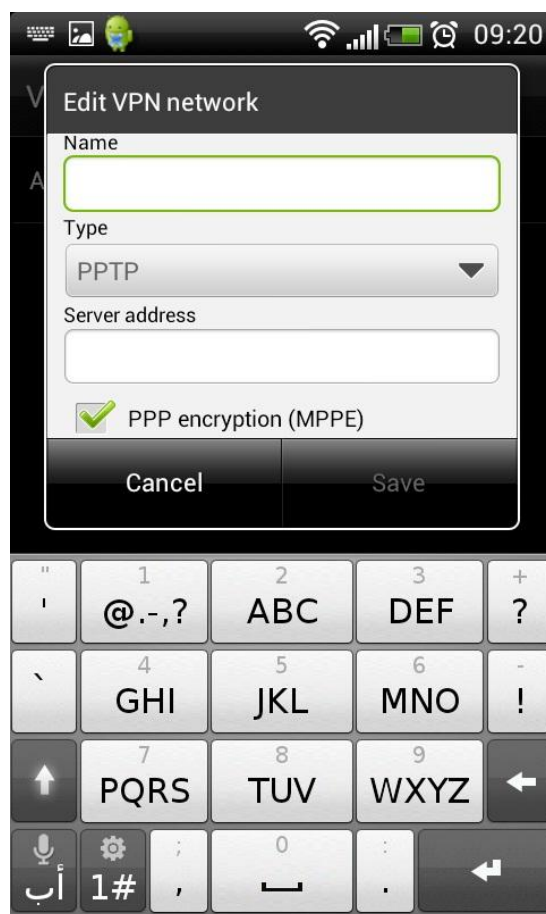 09:20
V
Edit VPN network
Name
A
Type
PPTP
Server address
PPP encryption (MPPE)
Cancel Save
" 1 2 3 +
' @.-,? ABC DEF ?
4 5 6 -
` GHI JKL MNO !
7 8 9
PQRS TUV WXYZ
; 0 :
أب 1# , .